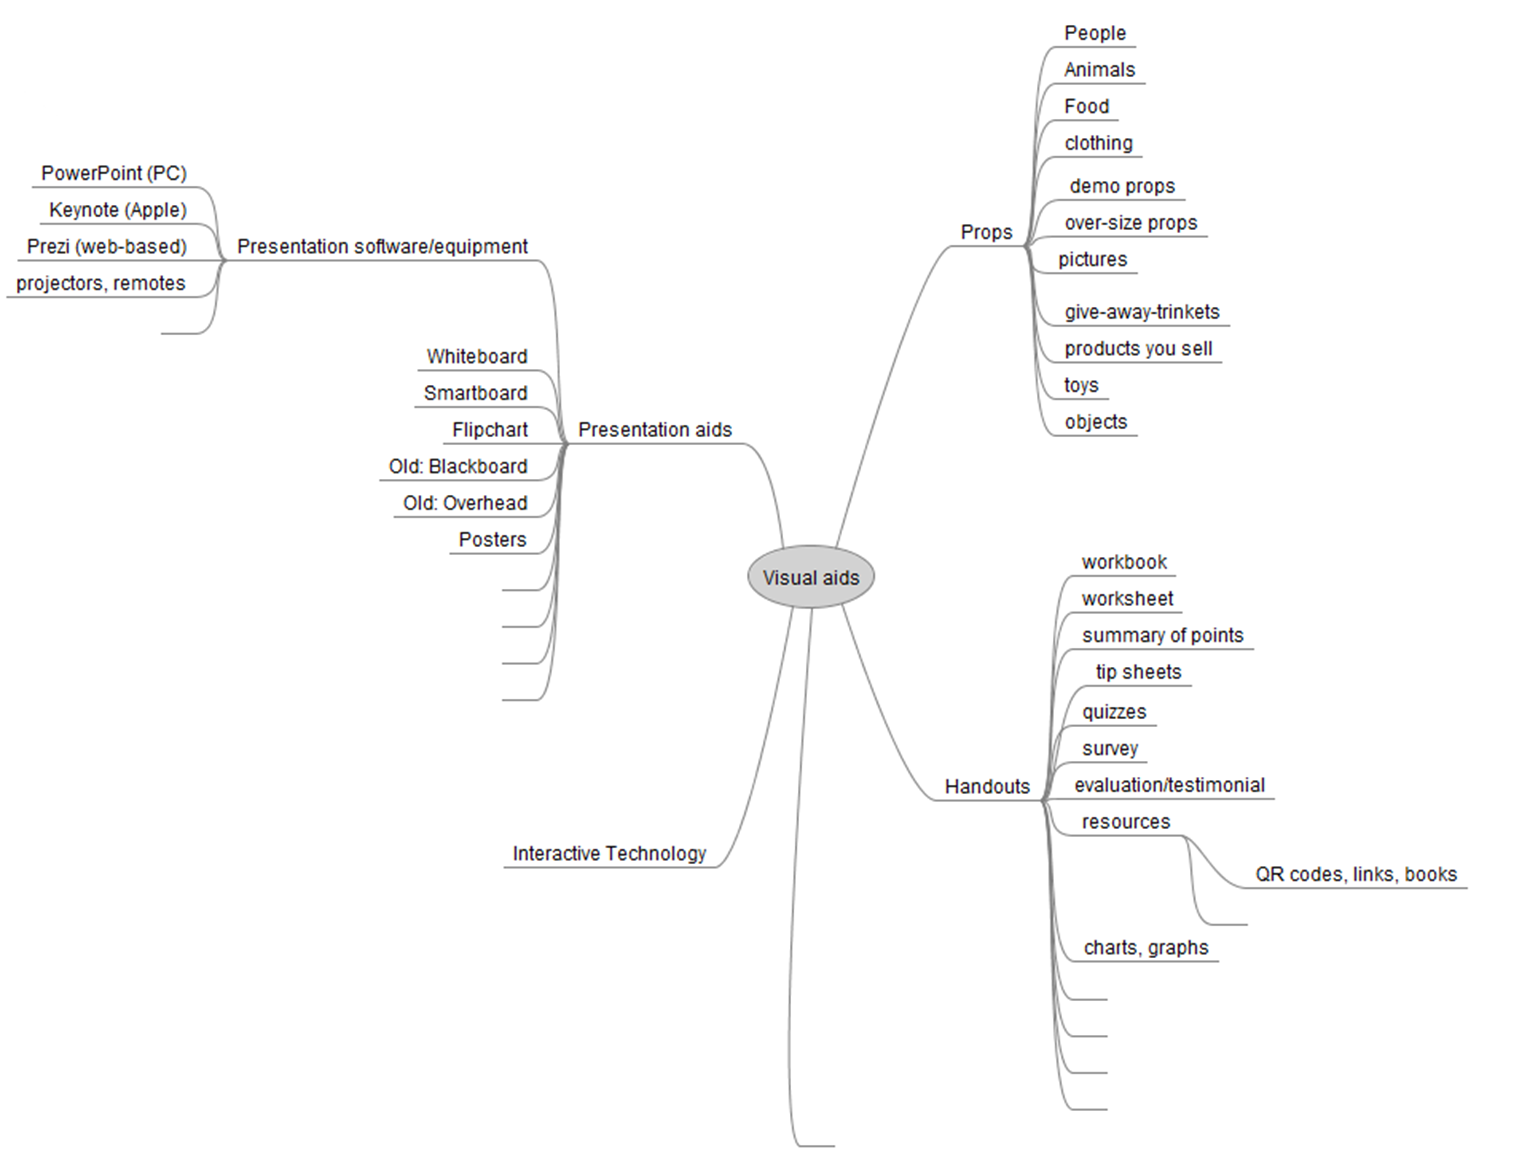 Visual aids
Props
People
Animals
Food
clothing
demo props
over-size props
pictures
give-away-trinkets
products you sell
toys
objects
Handouts
workbook
worksheet
summary of points
tip sheets
quizzes
survey
evaluation/testimonial
resources
QR codes, links, books
charts, graphs
Presentation aids
Presentation software/equipment
PowerPoint (PC)
Keynote (Apple)
Prezi (web-based)
projectors, remotes
Whiteboard
Smartboard
Flipchart
Old: Blackboard
Old: Overhead
Posters
Interactive Technology